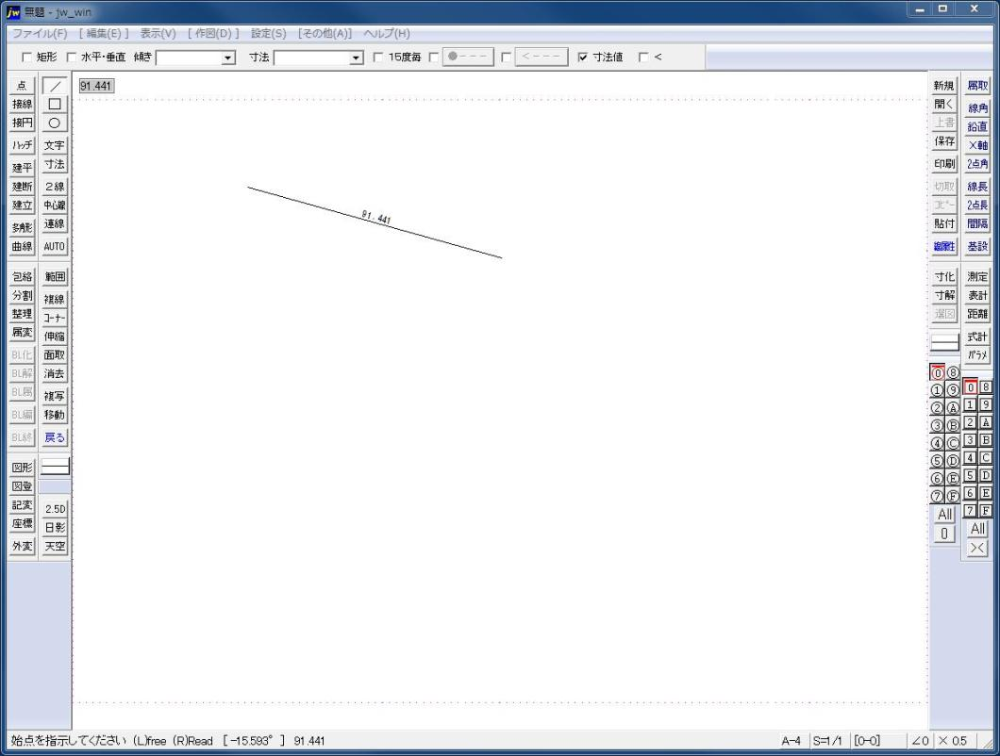 無題 - jw_win
ファイル(F) [編集(E)] 表示(V) [作図(D)] 設定(S) [その他(A)] ヘルプ(H)
矩形 水平・垂直 傾き 寸法 15度毎 ●--- <--- 寸法値 <
91.441
点 ／
接線 □
接円 ○
ハッチ 文字
建平 寸法
建断 2線
建立 中心線
多角形 連線
曲線 AUTO
包絡 範囲
分割 複線
整理 コーナー
属変 伸縮
BL化 面取
BL解 消去
BL属 複写
BL編 移動
BL終 戻る
図形
図登
記変 2.5D
座標 日影
外変 天空
91.441
新規 属取
開く 線角
上書 鉛直
保存 X軸
印刷 2点角
切取 線長
コピー 2点長
貼付 間隔
線属性 基設
寸化 測定
寸解 表計
選図 距離
式計
パラメ
0 8
1 9
2 A
3 B
4 C
5 D
6 E
7 F
All
0
0 8
1 9
2 A
3 B
4 C
5 D
6 E
7 F
All
><
始点を指示してください (L)free (R)Read [-15.593°] 91.441
A-4 S=1/1 [0-0] ∠0 × 0.5